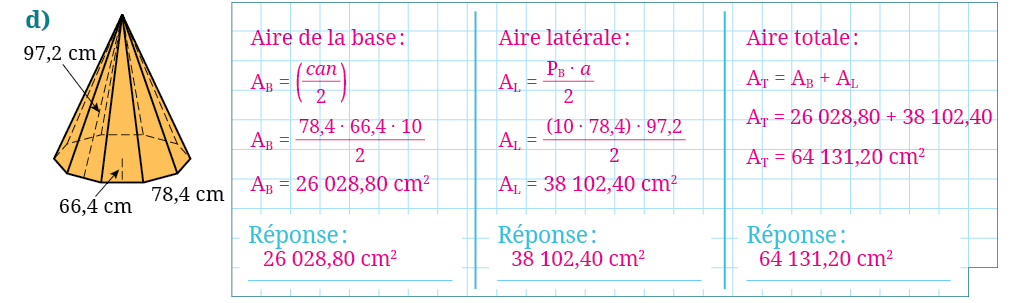 d)
97,2 cm
66,4 cm
78,4 cm
Aire de la base :
A_B = (can/2)
A_B = 78,4 · 66,4 · 10 / 2
A_B = 26 028,80 cm²
Réponse :
26 028,80 cm²
Aire latérale :
A_L = P_B · a / 2
A_L = (10 · 78,4) · 97,2 / 2
A_L = 38 102,40 cm²
Réponse :
38 102,40 cm²
Aire totale :
A_T = A_B + A_L
A_T = 26 028,80 + 38 102,40
A_T = 64 131,20 cm²
Réponse :
64 131,20 cm²